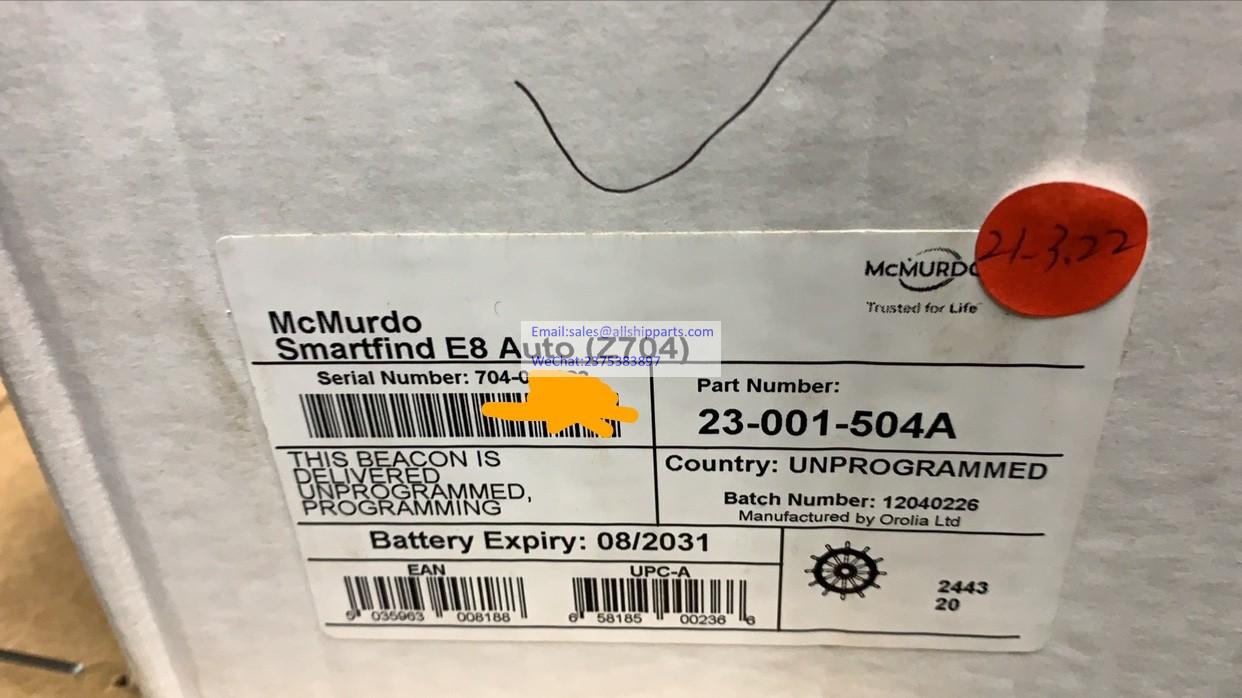 21-3.22
McMURDO
Trusted for Life
McMurdo
Smartfind E8 Auto (Z704)
Email:sales@allshipparts.com
WeChat:2375383897
Serial Number: 704-0
Part Number:
23-001-504A
THIS BEACON IS
DELIVERED
UNPROGRAMMED,
PROGRAMMING
Country: UNPROGRAMMED
Batch Number: 12040226
Manufactured by Orolia Ltd
Battery Expiry: 08/2031
EAN
5 035963 008188
UPC-A
6 58185 00236 6
2443
20